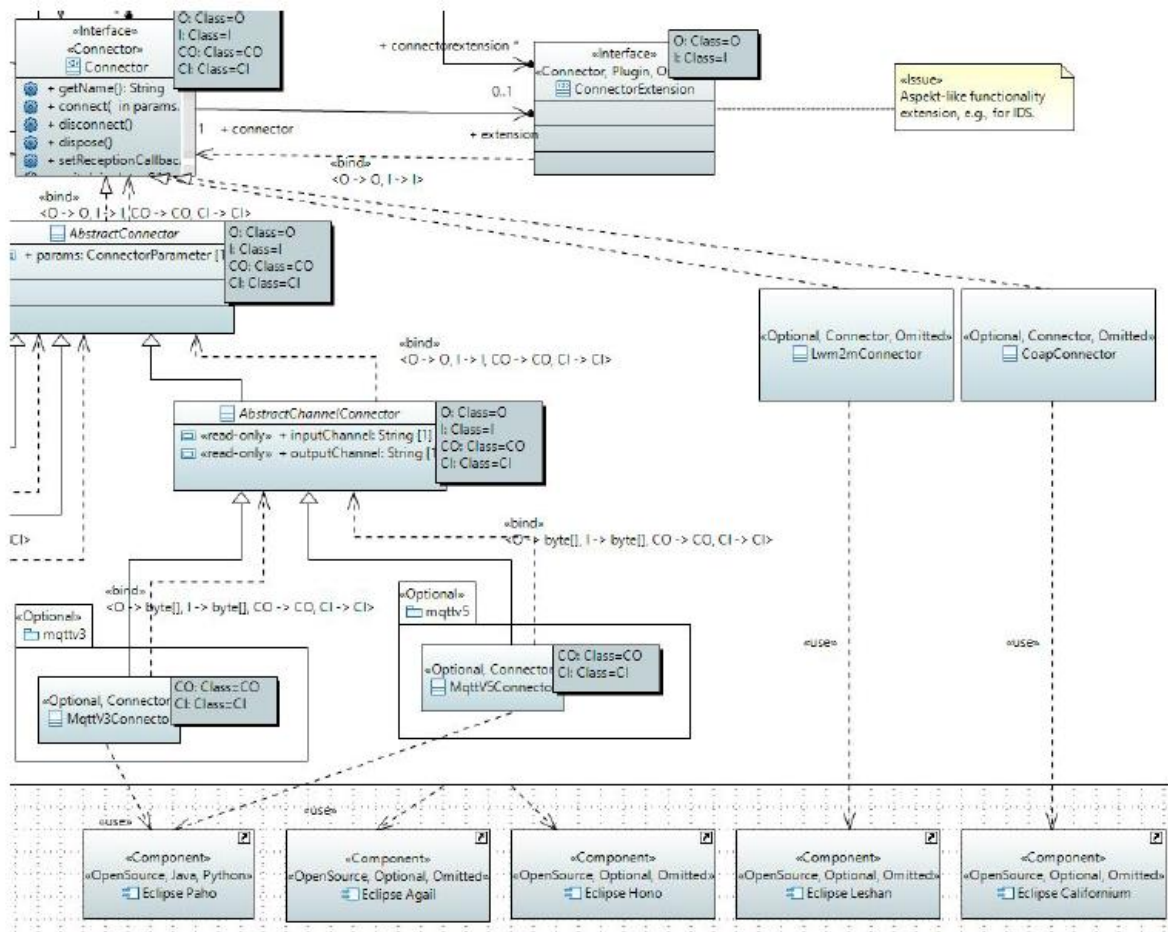 «Interface»
«Connector»
Connector
O: Class=O
I: Class=I
CO: Class=CO
CI: Class=CI
+ getName(): String
+ connect( in params.
+ disconnect()
+ dispose()
+ setReceptionCallbac.
+ connectorextension *
«Interface»
«Connector, Plugin, O
ConnectorExtension
O: Class=O
I: Class=I
«Issue»
Aspekt-like functionality
extension, e.g., for IDS.
0..1
1 + connector
+ extension
«bind»
<O -> O, I -> I>
«bind»
<O -> O, I -> I, CO -> CO, CI -> CI>
AbstractConnector
+ params: ConnectorParameter [1
O: Class=O
I: Class=I
CO: Class=CO
CI: Class=CI
«Optional, Connector, Omitted»
Lwm2mConnector
«Optional, Connector, Omitted»
CoapConnector
«bind»
<O -> O, I -> I, CO -> CO, CI -> CI>
AbstractChannelConnector
«read-only» + inputChannel: String [1]
«read-only» + outputChannel: String [1
O: Class=O
I: Class=I
CO: Class=CO
CI: Class=CI
CI>
«bind»
<O -> byte[], I -> byte[], CO -> CO, CI -> CI>
«bind»
<O -> byte[], I -> byte[], CO -> CO, CI -> CI>
«Optional»
mqttv3
«Optional»
mqttv5
«use»
«use»
«Optional, Connector
MqttV5Connecto
CO: Class=CO
CI: Class=CI
«Optional, Connector
MqttV3Connecto
CO: Class=CO
CI: Class=CI
«use»
«use»
«Component»
«OpenSource, Java, Python»
Eclipse Paho
«Component»
«OpenSource, Optional, Omitted»
Eclipse Agail
«Component»
«OpenSource, Optional, Omitted»
Eclipse Hono
«Component»
«OpenSource, Optional, Omitted»
Eclipse Leshan
«Component»
«OpenSource, Optional, Omitted»
Eclipse Californium